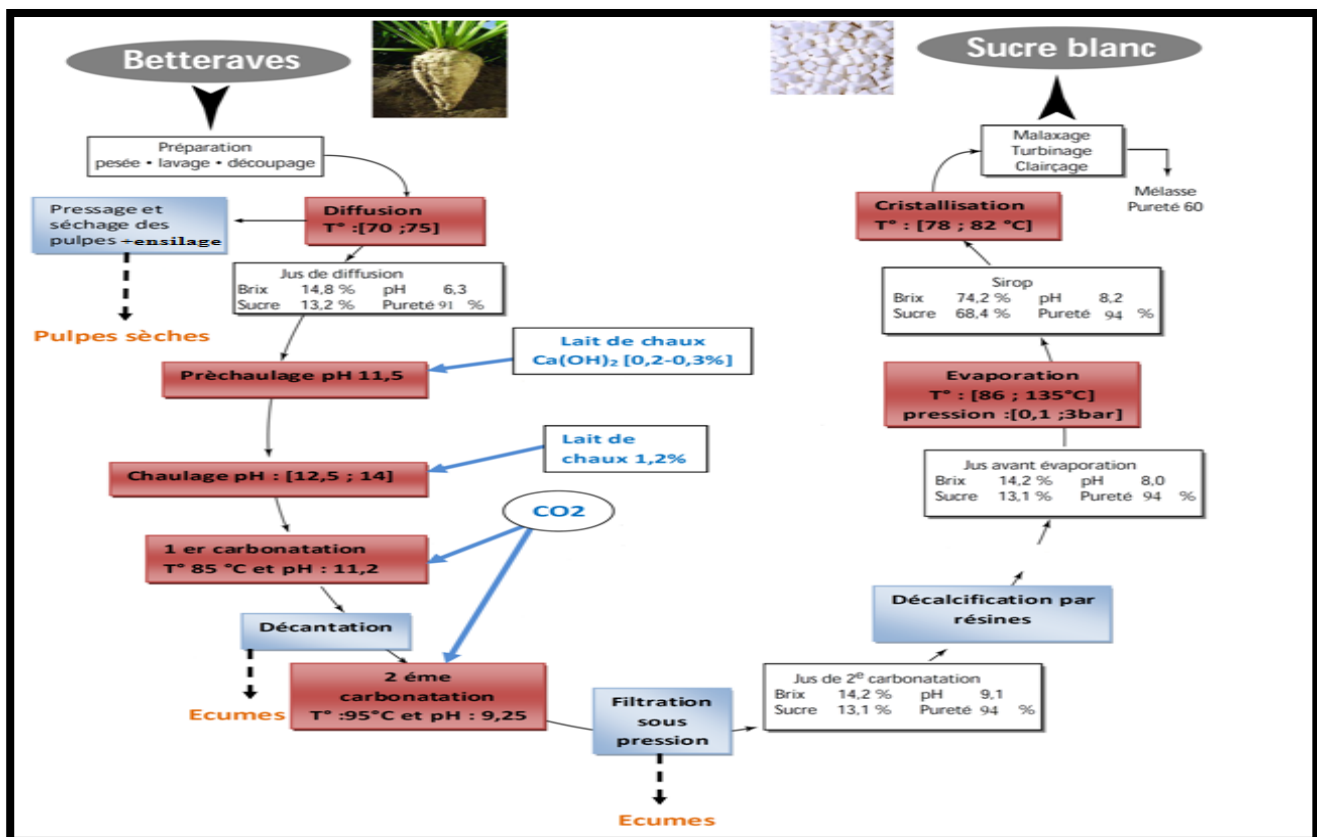 Betteraves
Préparation
pesée • lavage • découpage
Pressage et
séchage des
pulpes +ensilage
Diffusion
T° :[70 ;75]
Jus de diffusion
Brix 14,8 % pH 6,3
Sucre 13,2 % Pureté 91 %
Pulpes sèches
Lait de chaux
Ca(OH)₂ [0,2-0,3%]
Prèchaulage pH 11,5
Lait de
chaux 1,2%
Chaulage pH : [12,5 ; 14]
CO2
1 er carbonatation
T° 85 °C et pH : 11,2
Décantation
Ecumes
2 éme
carbonatation
T° :95°C et pH : 9,25
Filtration
sous
pression
Ecumes
Jus de 2e carbonatation
Brix 14,2 % pH 9,1
Sucre 13,1 % Pureté 94 %
Décalcification par
résines
Jus avant évaporation
Brix 14,2 % pH 8,0
Sucre 13,1 % Pureté 94 %
Evaporation
T° : [86 ; 135°C]
pression :[0,1 ;3bar]
Sirop
Brix 74,2 % pH 8,2
Sucre 68,4 % Pureté 94 %
Cristallisation
T° : [78 ; 82 °C]
Malaxage
Turbinage
Clairçage
Mélasse
Pureté 60
Sucre blanc